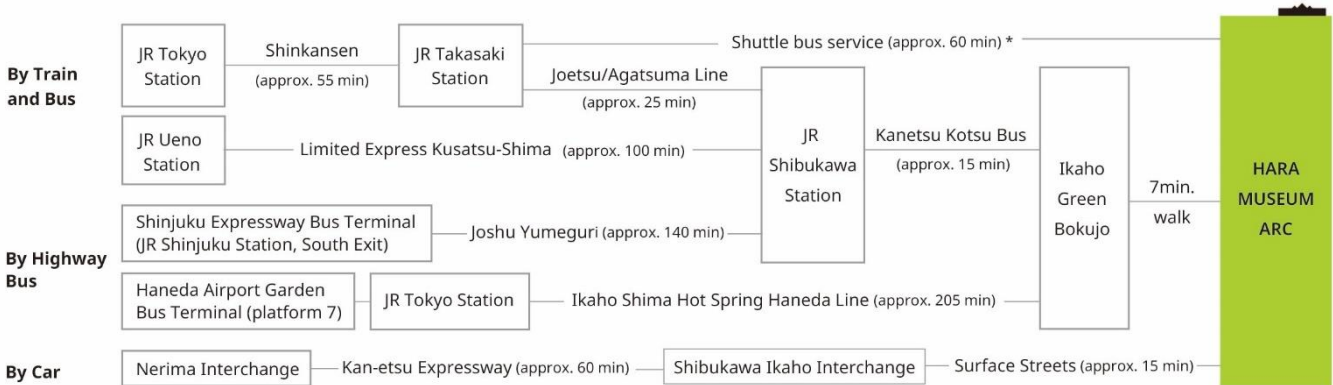 By Train
and Bus
JR Tokyo
Station
Shinkansen
(approx. 55 min)
JR Takasaki
Station
Shuttle bus service (approx. 60 min) *
Joetsu/Agatsuma Line
(approx. 25 min)
JR Ueno
Station
Limited Express Kusatsu-Shima (approx. 100 min)
JR
Shibukawa
Station
Kanetsu Kotsu Bus
(approx. 15 min)
Ikaho
Green
Bokujo
7min.
walk
HARA
MUSEUM
ARC
By Highway
Bus
Shinjuku Expressway Bus Terminal
(JR Shinjuku Station, South Exit)
Joshu Yumeguri (approx. 140 min)
Haneda Airport Garden
Bus Terminal (platform 7)
JR Tokyo Station
Ikaho Shima Hot Spring Haneda Line (approx. 205 min)
By Car
Nerima Interchange
Kan-etsu Expressway (approx. 60 min)
Shibukawa Ikaho Interchange
Surface Streets (approx. 15 min)